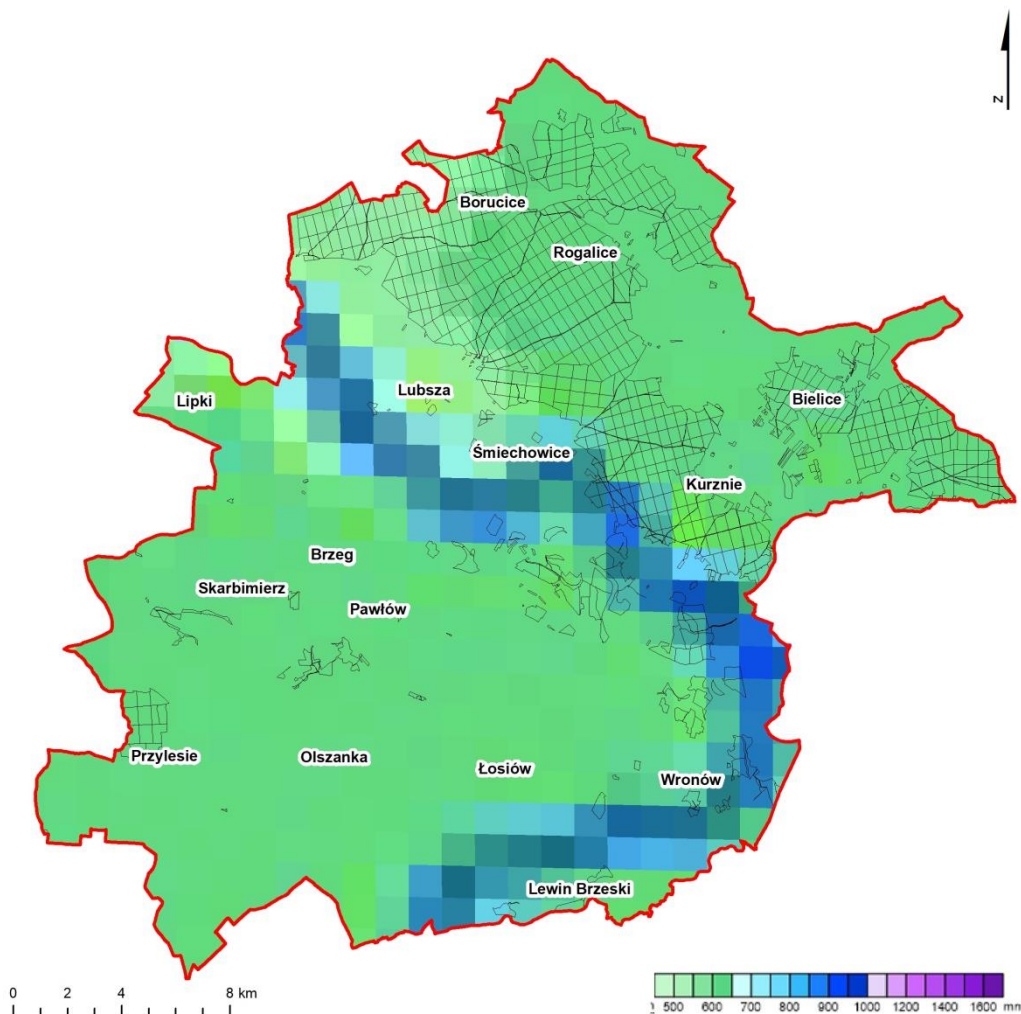 N
Borucice
Rogalice
Lubsza
Lipki
Bielice
Śmiechowice
Kurznie
Brzeg
Skarbimierz
Pawłów
Przylesie
Olszanka
Łosiów
Wronów
Lewin Brzeski
0 2 4 8 km
500 600 700 800 900 1000 1200 1400 1600 mm